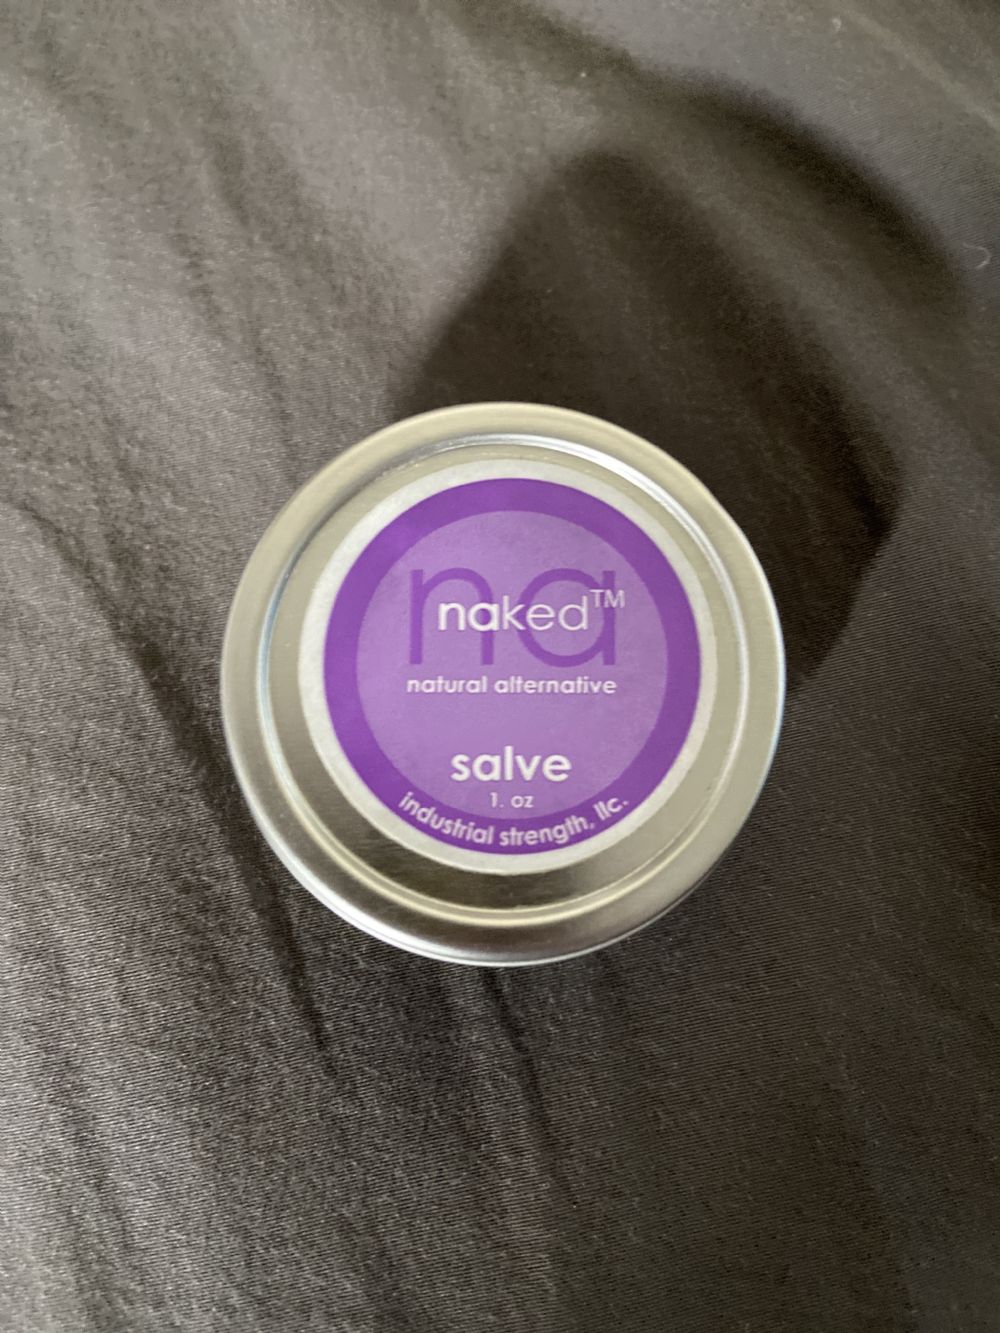 na
naked™
natural alternative
salve
1. oz
industrial strength, llc.